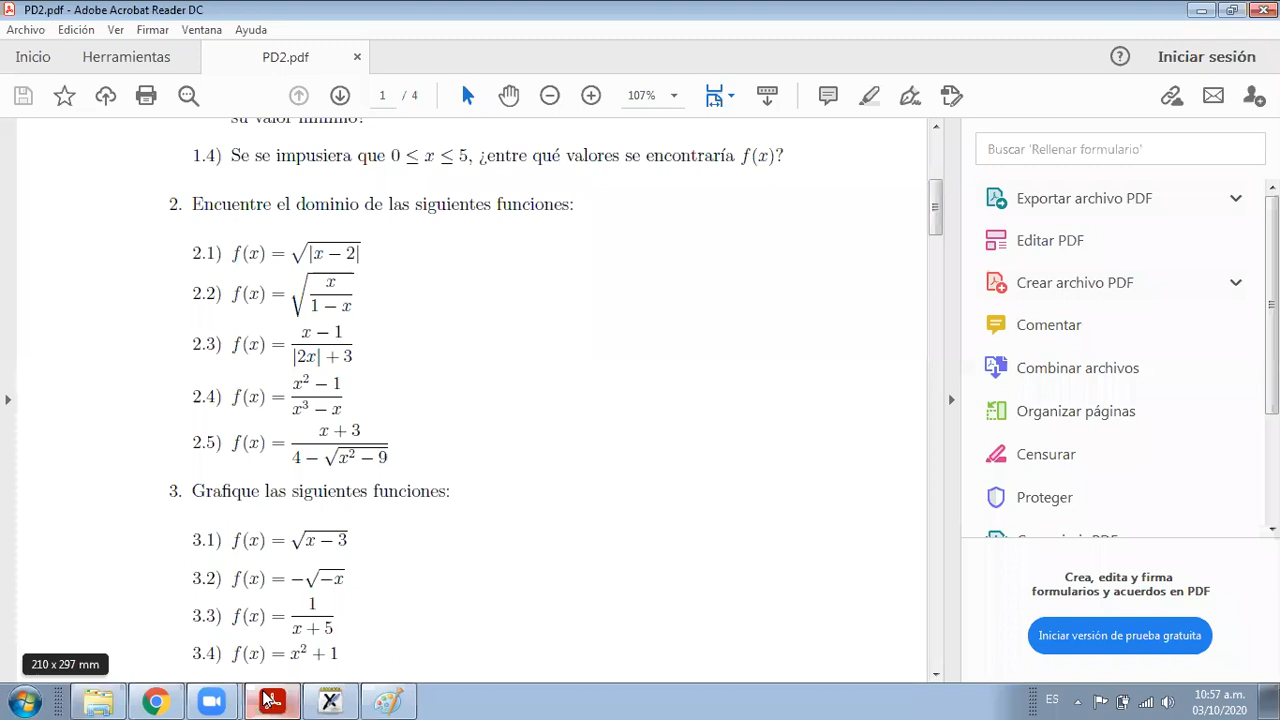 PD2.pdf - Adobe Acrobat Reader DC
Archivo Edición Ver Firmar Ventana Ayuda
Inicio Herramientas PD2.pdf × Iniciar sesión
1 / 4 107%
su valor mínimo?
1.4) Se se impusiera que 0 ≤ x ≤ 5, ¿entre qué valores se encontraría f(x)?
2. Encuentre el dominio de las siguientes funciones:
2.1) f(x) = √|x − 2|
2.2) f(x) = √(x / (1 − x))
2.3) f(x) = (x − 1) / (|2x| + 3)
2.4) f(x) = (x² − 1) / (x³ − x)
2.5) f(x) = (x + 3) / (4 − √(x² − 9))
3. Grafique las siguientes funciones:
3.1) f(x) = √(x − 3)
3.2) f(x) = −√(−x)
3.3) f(x) = 1 / (x + 5)
3.4) f(x) = x² + 1
210 x 297 mm
Buscar 'Rellenar formulario'
Exportar archivo PDF
Editar PDF
Crear archivo PDF
Comentar
Combinar archivos
Organizar páginas
Censurar
Proteger
Crea, edita y firma
formularios y acuerdos en PDF
Iniciar versión de prueba gratuita
ES
10:57 a.m.
03/10/2020